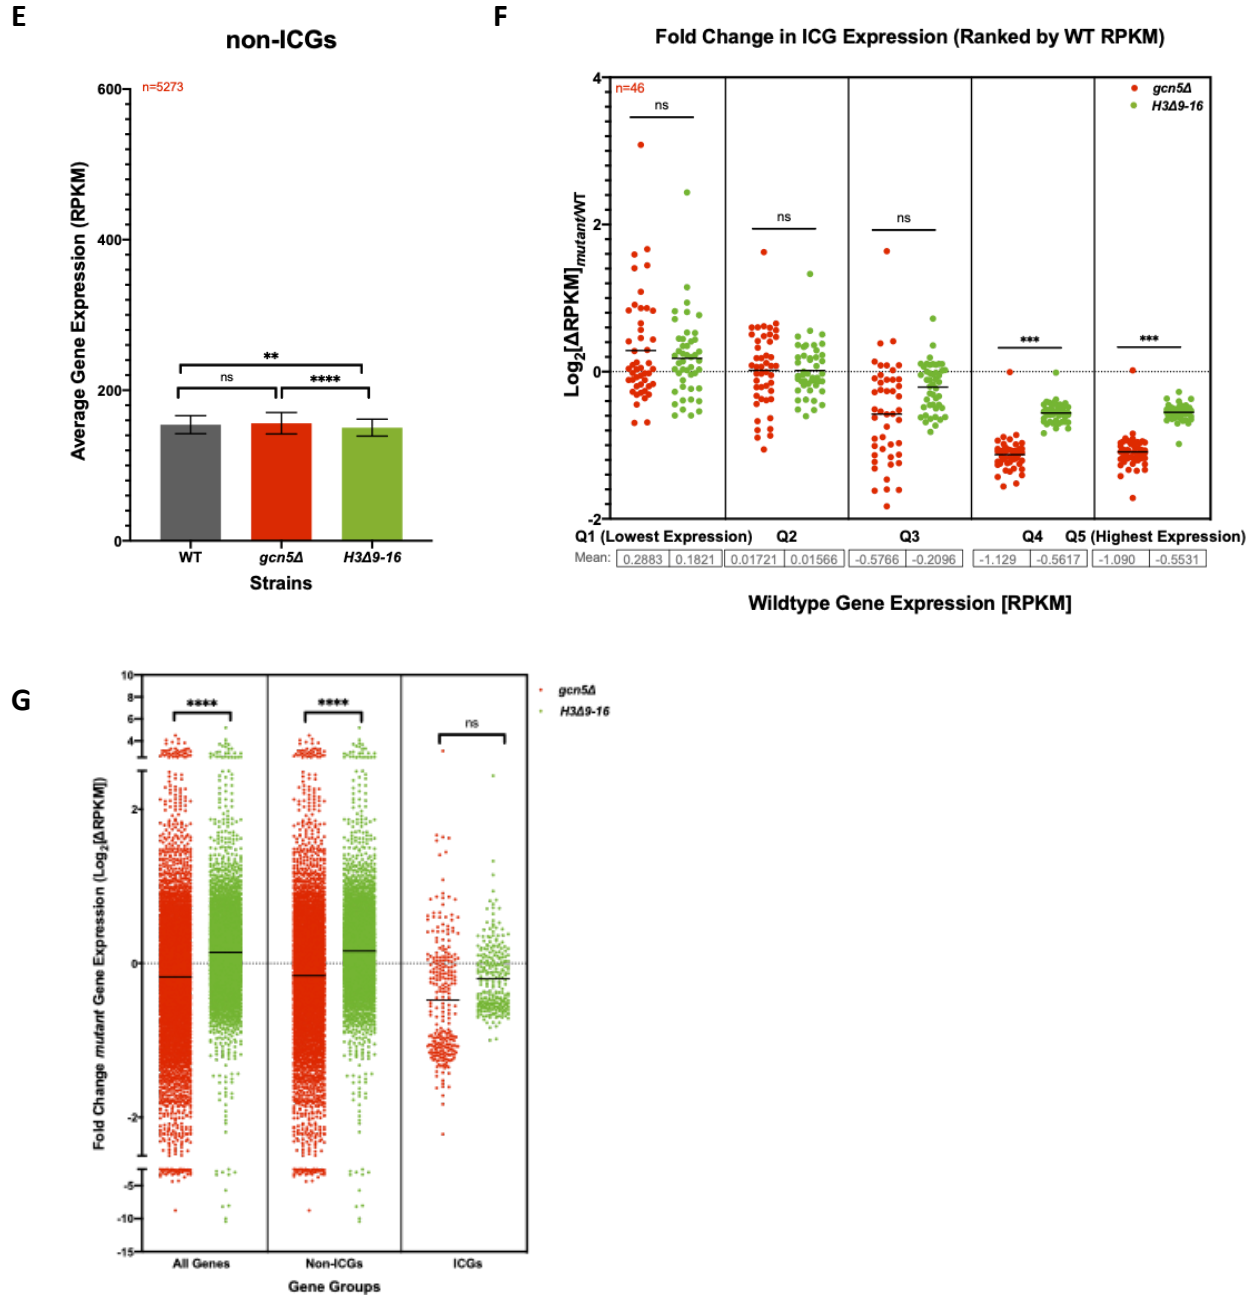 E
non-ICGs
n=5273
600
400
200
0
Average Gene Expression (RPKM)
**
ns
****
WT
gcn5Δ
H3Δ9-16
Strains
F
Fold Change in ICG Expression (Ranked by WT RPKM)
n=46
gcn5Δ
H3Δ9-16
4
2
0
-2
Log2[ΔRPKM]mutant/WT
ns
ns
ns
***
***
Q1 (Lowest Expression)
Q2
Q3
Q4
Q5 (Highest Expression)
Mean: 0.2883 0.1821 0.01721 0.01566 -0.5766 -0.2096 -1.129 -0.5617 -1.090 -0.5531
Wildtype Gene Expression [RPKM]
G
10
8
6
4
2
0
-2
-5
-10
-15
Fold Change mutant Gene Expression (Log2[ΔRPKM])
****
****
ns
gcn5Δ
H3Δ9-16
All Genes
Non-ICGs
ICGs
Gene Groups